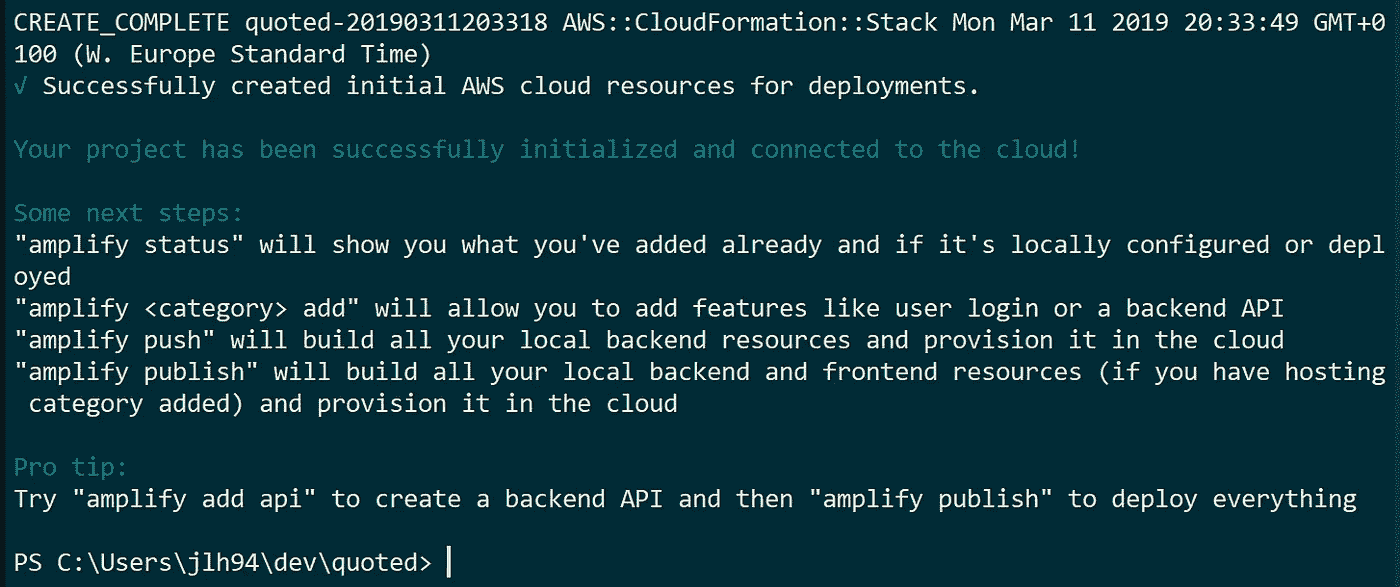 CREATE_COMPLETE quoted-20190311203318 AWS::CloudFormation::Stack Mon Mar 11 2019 20:33:49 GMT+0
100 (W. Europe Standard Time)
√ Successfully created initial AWS cloud resources for deployments.
Your project has been successfully initialized and connected to the cloud!
Some next steps:
"amplify status" will show you what you've added already and if it's locally configured or depl
oyed
"amplify <category> add" will allow you to add features like user login or a backend API
"amplify push" will build all your local backend resources and provision it in the cloud
"amplify publish" will build all your local backend and frontend resources (if you have hosting
 category added) and provision it in the cloud
Pro tip:
Try "amplify add api" to create a backend API and then "amplify publish" to deploy everything
PS C:\Users\jlh94\dev\quoted>